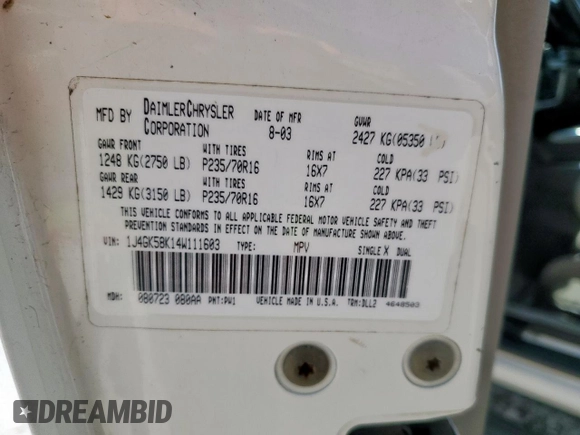 MFD BY DAIMLERCHRYSLER CORPORATION
DATE OF MFR 8-03
GVWR 2427 KG(05350
GAWR FRONT WITH TIRES RIMS AT COLD
1248 KG(2750 LB) P235/70R16 16X7 227 KPA(33 PSI)
GAWR REAR WITH TIRES RIMS AT COLD
1429 KG(3150 LB) P235/70R16 16X7 227 KPA(33 PSI)
THIS VEHICLE CONFORMS TO ALL APPLICABLE FEDERAL MOTOR VEHICLE SAFETY AND THEFT
PREVENTION STANDARDS IN EFFECT ON THE DATE OF MANUFACTURE SHOWN ABOVE.
VIN: 1J4GK58K14W111603 TYPE: MPV SINGLE X DUAL
MDH: 080723 080AA PNT:PW1 VEHICLE MADE IN U.S.A. TRM:DLL2 4648503
DREAMBID